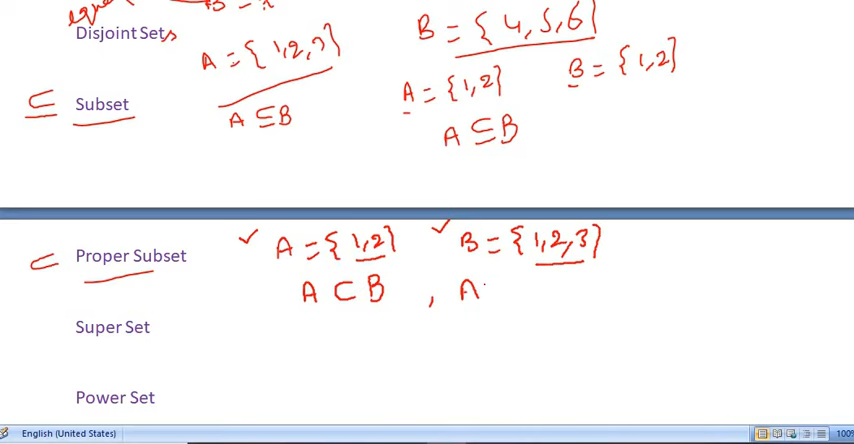 B =
Disjoint Sets
A = {1,2,3}
B = {4,5,6}
A = {1,2}
B = {1,2}
⊆ Subset
A ⊆ B
A ⊆ B
⊂ Proper Subset
✓ A = {1,2}
✓ B = {1,2,3}
A ⊂ B , A
Super Set
Power Set
English (United States)
100%